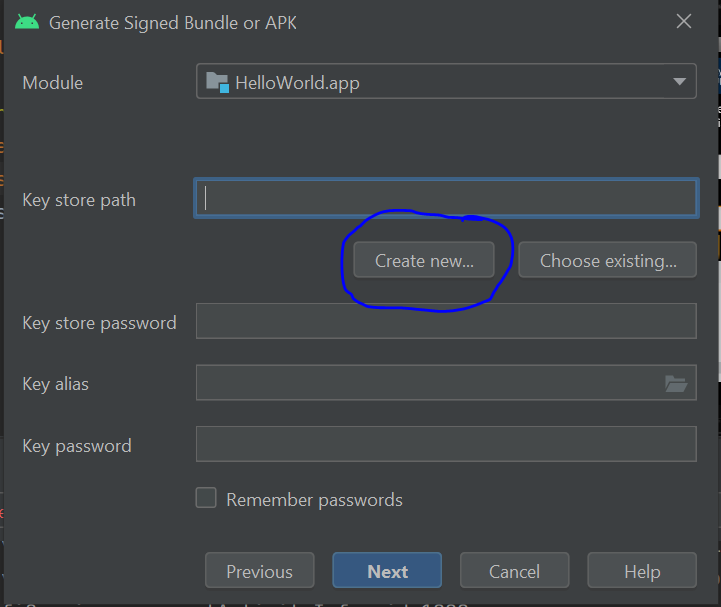 Generate Signed Bundle or APK
Module
HelloWorld.app
Key store path
Create new...
Choose existing...
Key store password
Key alias
Key password
Remember passwords
Previous
Next
Cancel
Help